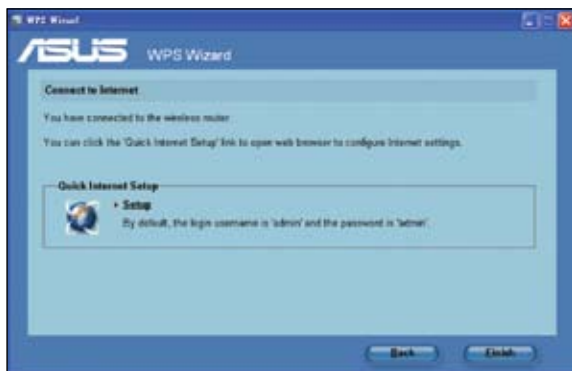 WPS Wizard
ASUS WPS Wizard
Connect to Internet
You have connected to the wireless router.
You can click the 'Quick Internet Setup' link to open web browser to configure Internet settings.
Quick Internet Setup
Setup
By default, the login username is 'admin' and the password is 'admin'.
Back
Finish